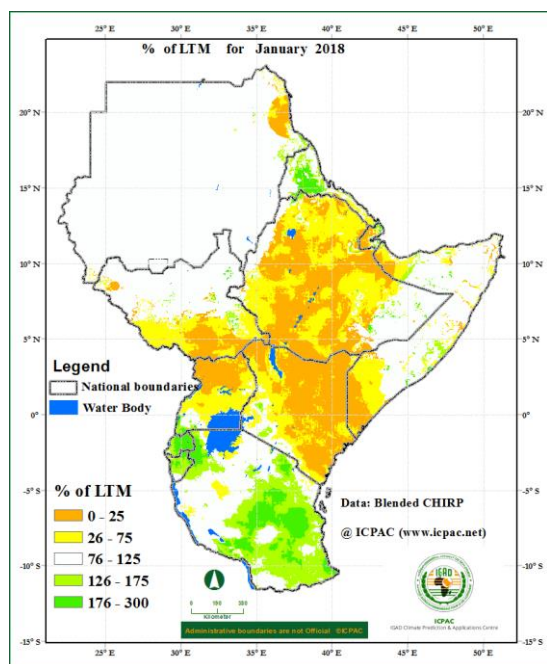 25°E 30°E 35°E 40°E 45°E 50°E
% of LTM for January 2018
20°N
20°N
15°N
15°N
10°N
10°N
5°N
5°N
Legend
National boundaries
Water Body
0°
0°
5°S
5°S
% of LTM
0 - 25
26 - 75
76 - 125
126 - 175
176 - 300
Data: Blended CHIRP
@ ICPAC (www.icpac.net)
10°S
10°S
IGAD
ICPAC
IGAD Climate Prediction & Applications Centre
Kilometer
Administrative boundaries are not Official ©ICPAC
15°S
15°S
25°E 30°E 35°E 40°E 45°E 50°E